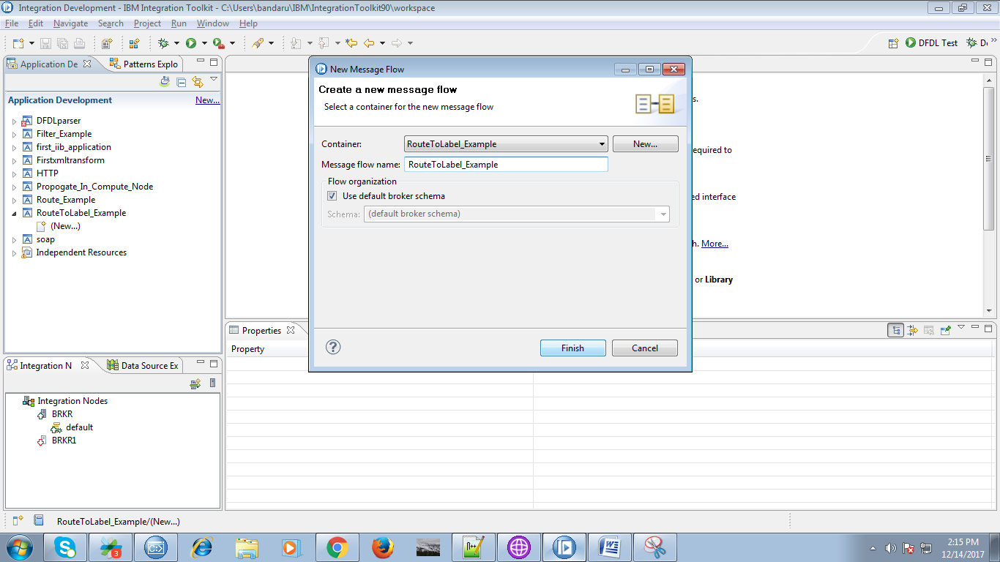 Integration Development - IBM Integration Toolkit - C:\Users\bandaru\IBM\IntegrationToolkit90\workspace
File Edit Navigate Search Project Run Window Help
DFDL Test D:
Application De Patterns Explo
Application Development New...
DFDLparser
Filter_Example
first_iib_application
Firstxmltransform
HTTP
Propogate_In_Compute_Node
Route_Example
RouteToLabel_Example
(New...)
soap
Independent Resources
New Message Flow
Create a new message flow
Select a container for the new message flow
Container: RouteToLabel_Example New...
Message flow name: RouteToLabel_Example
Flow organization
Use default broker schema
Schema: (default broker schema)
Finish Cancel
s.
equired to
ed interface
h. More...
or Library
Properties
Property
Integration N Data Source Ex
Integration Nodes
BRKR
default
BRKR1
RouteToLabel_Example/(New...)
3
n++
2:15 PM
12/14/2017